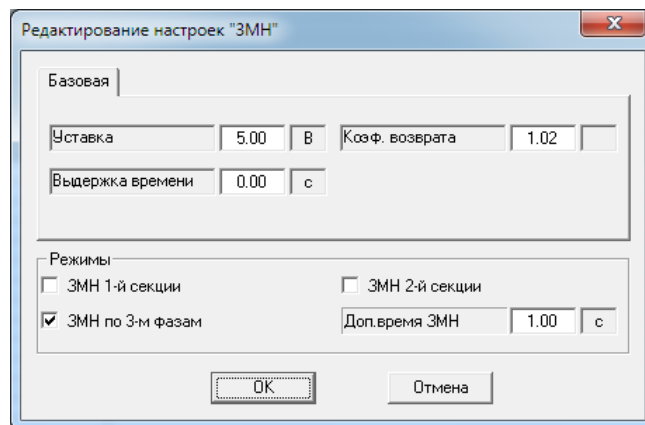 Редактирование настроек "ЗМН"
Базовая
Уставка 5.00 В Коэф. возврата 1.02
Выдержка времени 0.00 с
Режимы
ЗМН 1-й секции ЗМН 2-й секции
ЗМН по 3-м фазам Доп.время ЗМН 1.00 с
OK Отмена